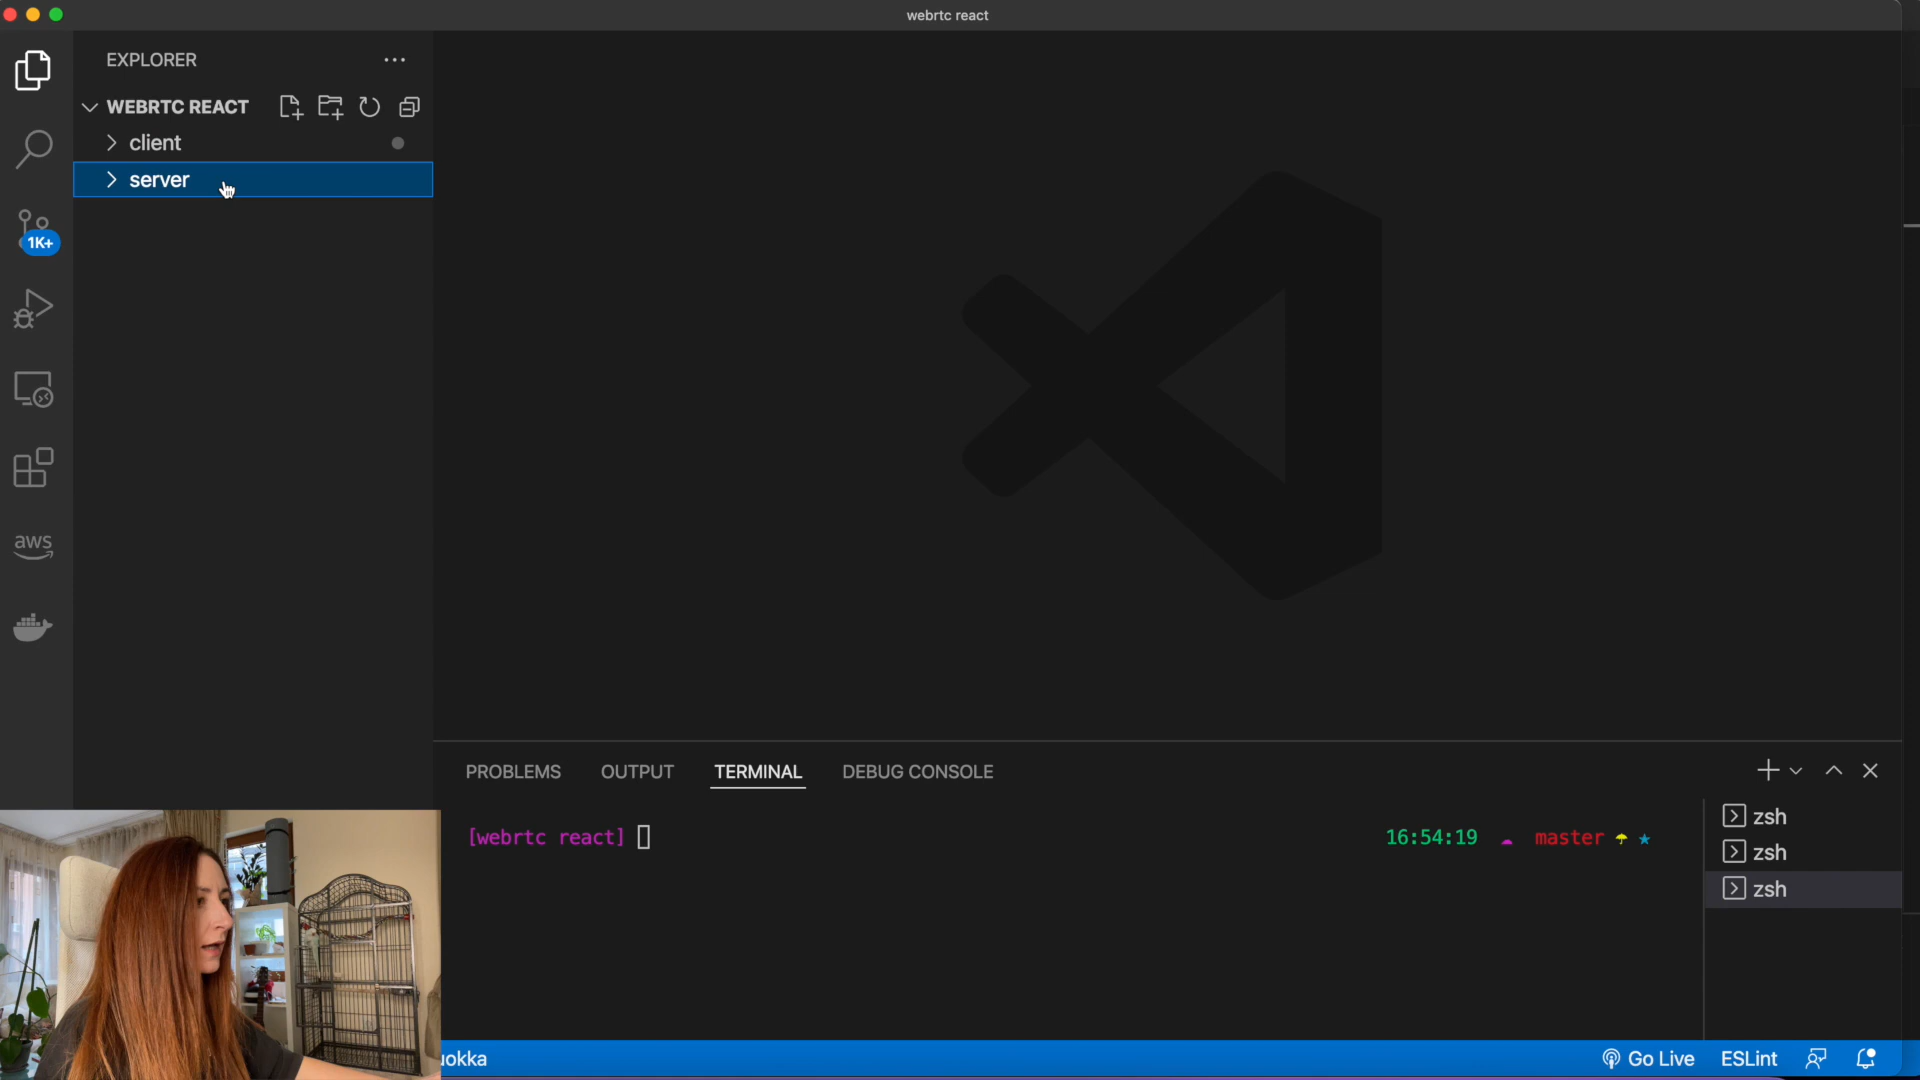 webrtc react
EXPLORER
WEBRTC REACT
client
server
1K+
aws
PROBLEMS OUTPUT TERMINAL DEBUG CONSOLE
[webrtc react] 16:54:19 master
zsh
zsh
zsh
okka Go Live ESLint